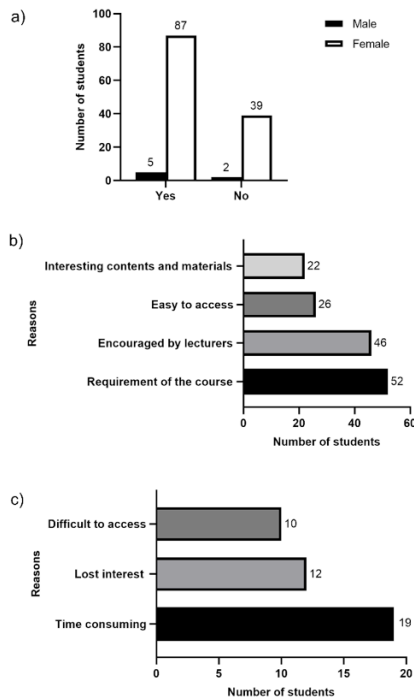 a)
Number of students
100
80
60
40
20
0
87
5
39
2
Yes No
Male
Female
b)
Reasons
Interesting contents and materials 22
Easy to access 26
Encouraged by lecturers 46
Requirement of the course 52
0 20 40 60
Number of students
c)
Reasons
Difficult to access 10
Lost interest 12
Time consuming 19
0 5 10 15 20
Number of students